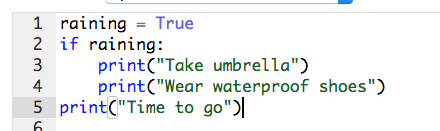 1 raining = True
2 if raining:
3     print("Take umbrella")
4     print("Wear waterproof shoes")
5 print("Time to go")
6